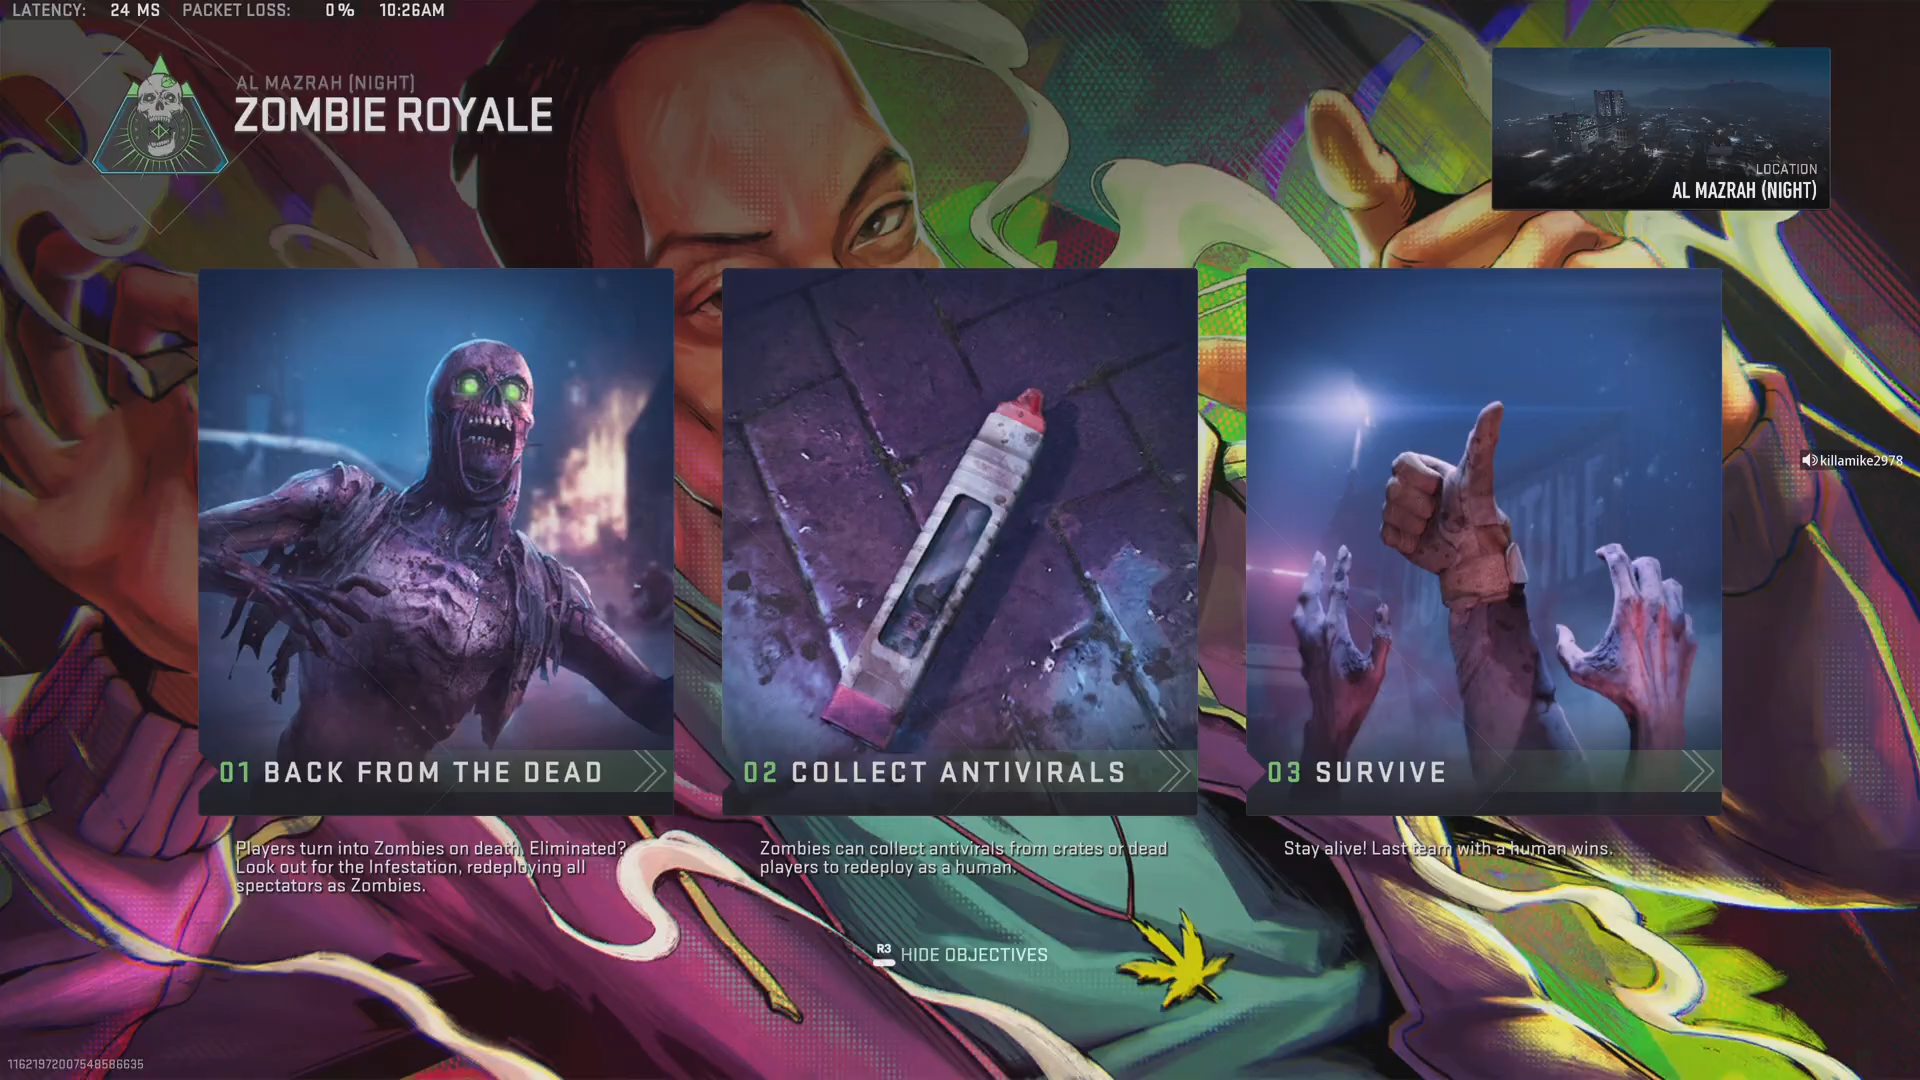 LATENCY: 24 MS PACKET LOSS: 0% 10:26AM
AL MAZRAH (NIGHT)
ZOMBIE ROYALE
LOCATION
AL MAZRAH (NIGHT)
killamike2978
01 BACK FROM THE DEAD
Players turn into Zombies on death. Eliminated?
Look out for the Infestation, redeploying all
spectators as Zombies.
02 COLLECT ANTIVIRALS
Zombies can collect antivirals from crates or dead
players to redeploy as a human.
03 SURVIVE
Stay alive! Last team with a human wins.
R3 HIDE OBJECTIVES
11621972007548586635